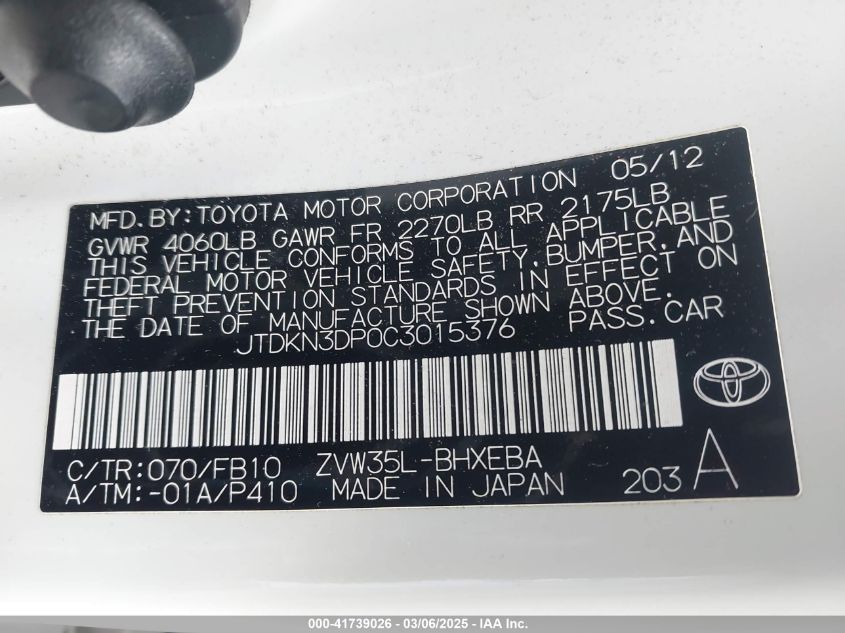 MFD.BY:TOYOTA MOTOR CORPORATION 05/12
GVWR 4060LB GAWR FR 2270LB RR 2175LB
THIS VEHICLE CONFORMS TO ALL APPLICABLE
FEDERAL MOTOR VEHICLE SAFETY,BUMPER,AND
THEFT PREVENTION STANDARDS IN EFFECT ON
THE DATE OF MANUFACTURE SHOWN ABOVE.
JTDKN3DP0C3015376 PASS.CAR
C/TR:070/FB10 ZVW35L-BHXEBA
A/TM:-01A/P410 MADE IN JAPAN 203 A
000-41739026 - 03/06/2025 - IAA Inc.